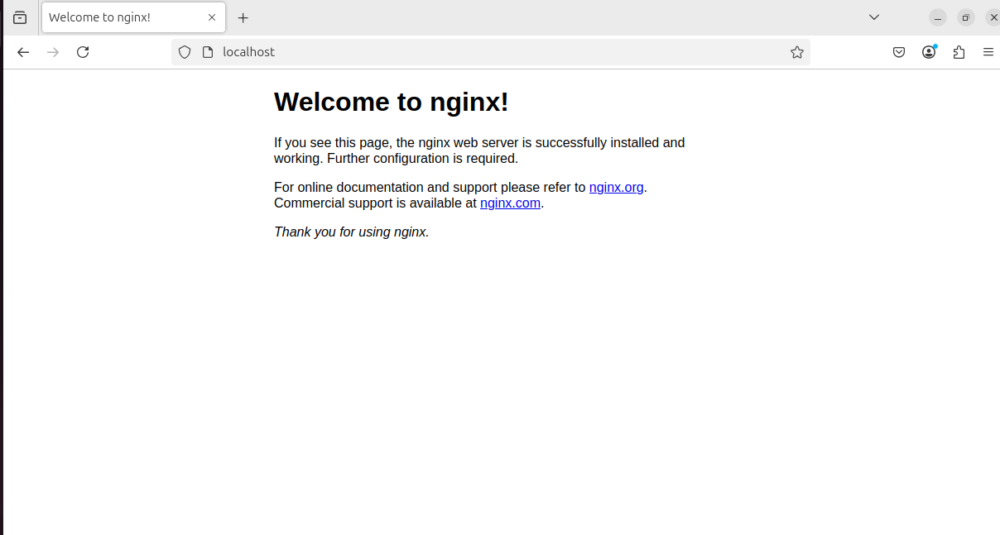 Welcome to nginx!
localhost
Welcome to nginx!
If you see this page, the nginx web server is successfully installed and
working. Further configuration is required.
For online documentation and support please refer to nginx.org.
Commercial support is available at nginx.com.
Thank you for using nginx.